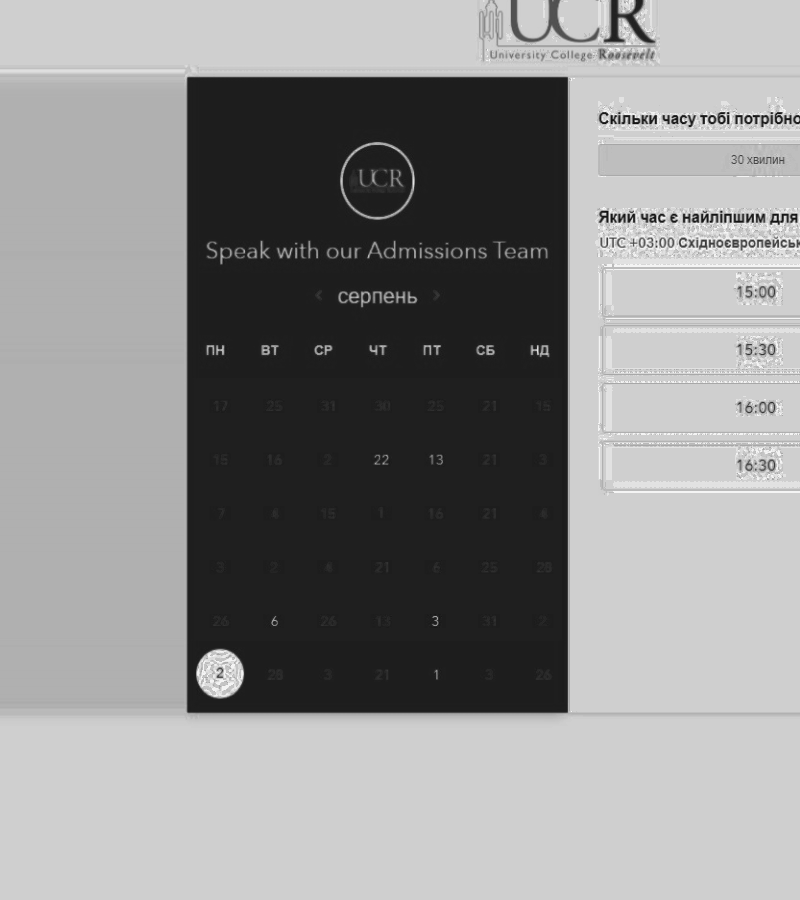 UCR
University College Roosevelt
UCR
Speak with our Admissions Team
‹ серпень ›
ПН ВТ СР ЧТ ПТ СБ НД
17 25 31 30 25 21 15
15 16 2 22 13 21 3
7 4 15 1 16 21 4
3 2 4 21 6 25 28
26 6 26 13 3 31 2
2 28 3 21 1 3 26
Скільки часу тобі потрібно
30 хвилин
Який час є найліпшим для
UTC +03:00 Східноєвропейськ
15:00
15:30
16:00
16:30